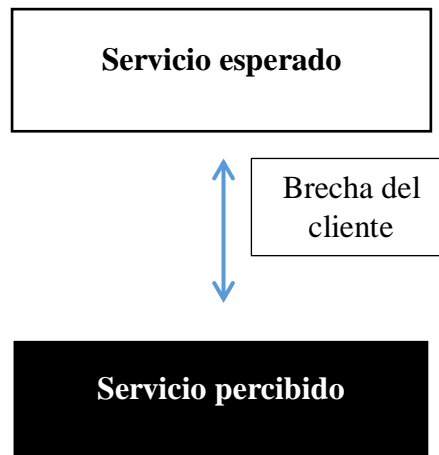 Servicio esperado
Brecha del
cliente
Servicio percibido